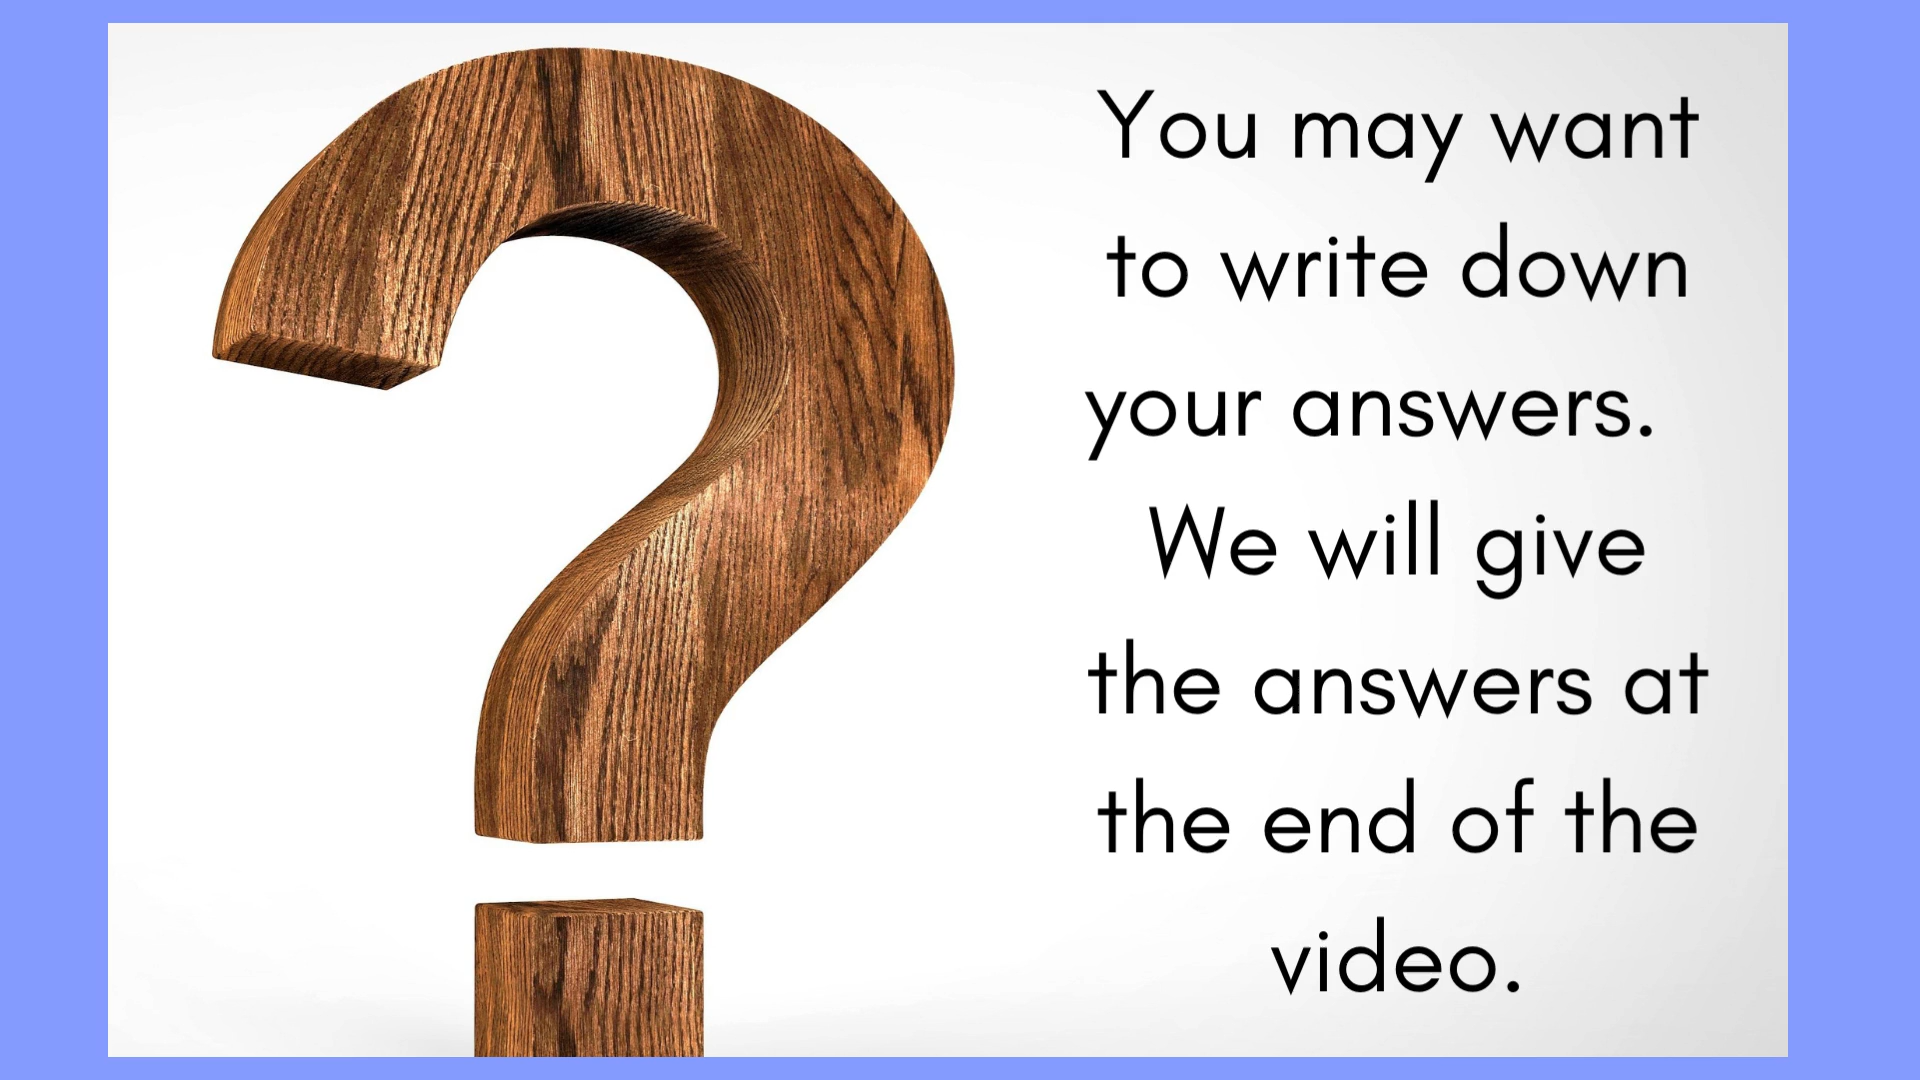 You may want
to write down
your answers.
We will give
the answers at
the end of the
video.